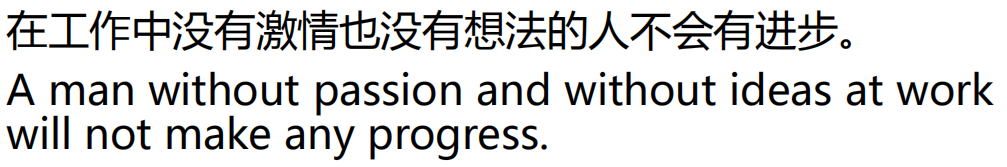 在工作中没有激情也没有想法的人不会有进步。
A man without passion and without ideas at work
will not make any progress.